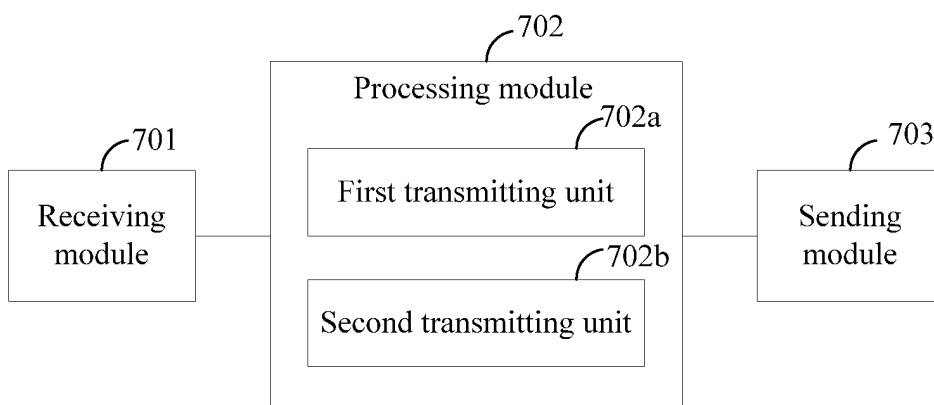 702
Processing module
702a
First transmitting unit
702b
Second transmitting unit
701
Receiving
module
703
Sending
module